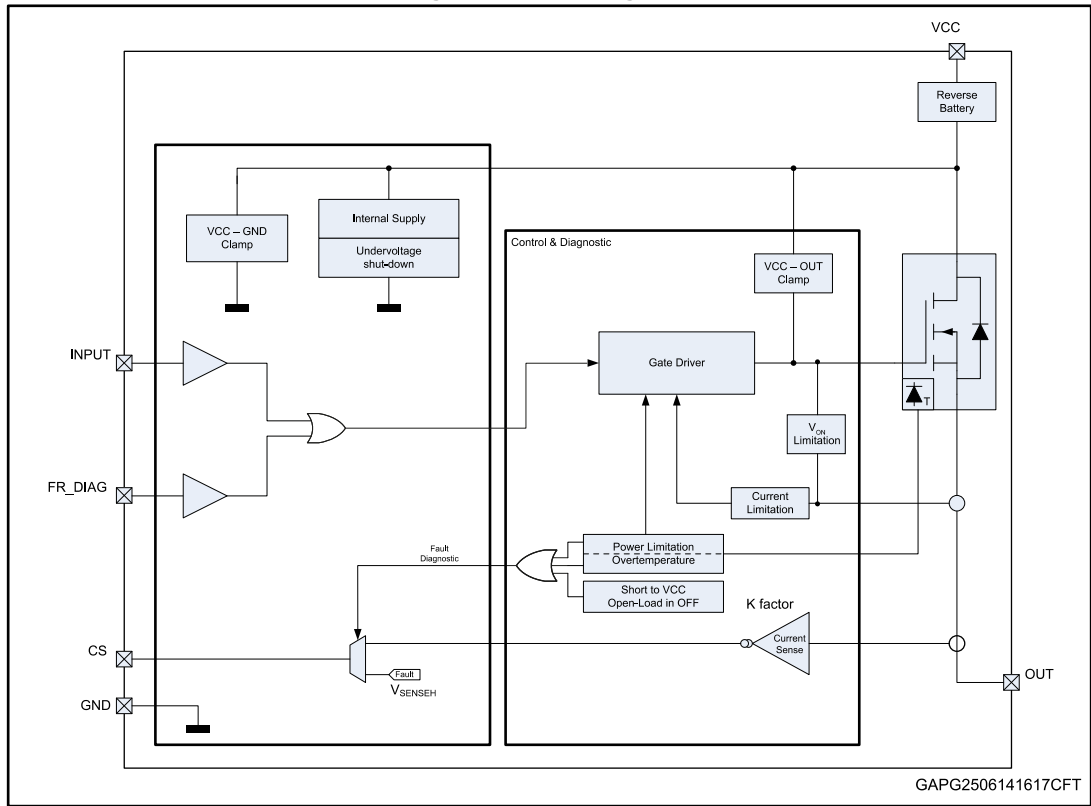 VCC
Reverse
Battery
Internal Supply
VCC – GND
Clamp
Undervoltage
shut-down
Control & Diagnostic
VCC – OUT
Clamp
INPUT
Gate Driver
T
VON
Limitation
FR_DIAG
Current
Limitation
Fault
Diagnostic
Power Limitation
Overtemperature
Short to VCC
Open-Load in OFF
K factor
Current
Sense
CS
Fault
VSENSEH
OUT
GND
GAPG2506141617CFT